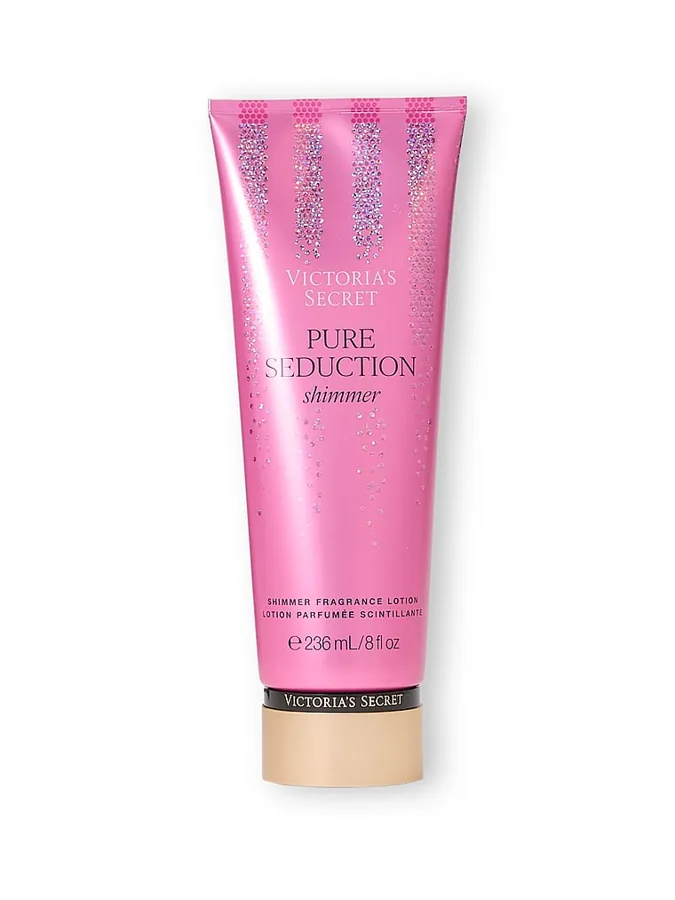 VICTORIA'S
SECRET
PURE
SEDUCTION
shimmer
SHIMMER FRAGRANCE LOTION
LOTION PARFUMÉE SCINTILLANTE
℮ 236 mL/8 fl oz
VICTORIA'S SECRET